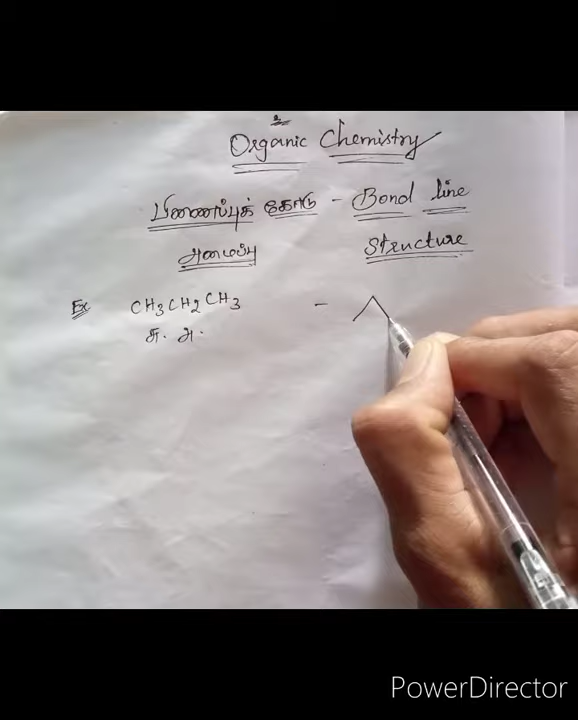 Organic Chemistry
பிணைப்புக் கோடு - Bond line
அமைப்பு Structure
Ex CH3CH2CH3 -
சு. அ.
PowerDirector